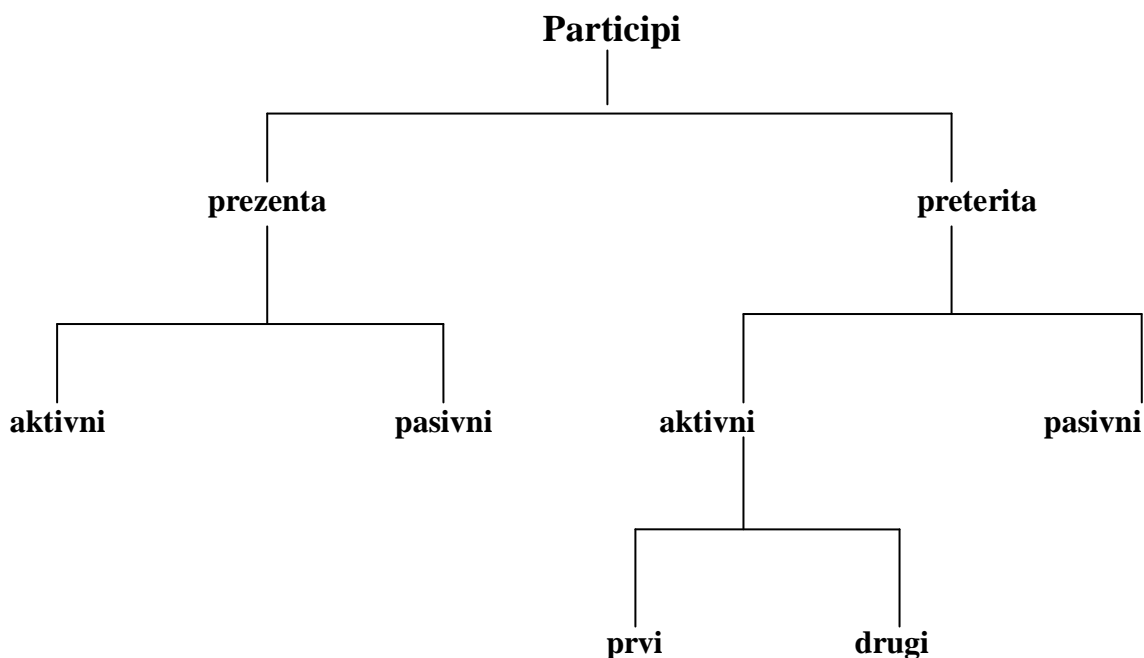 Participi
prezenta preterita
aktivni pasivni aktivni pasivni
prvi drugi